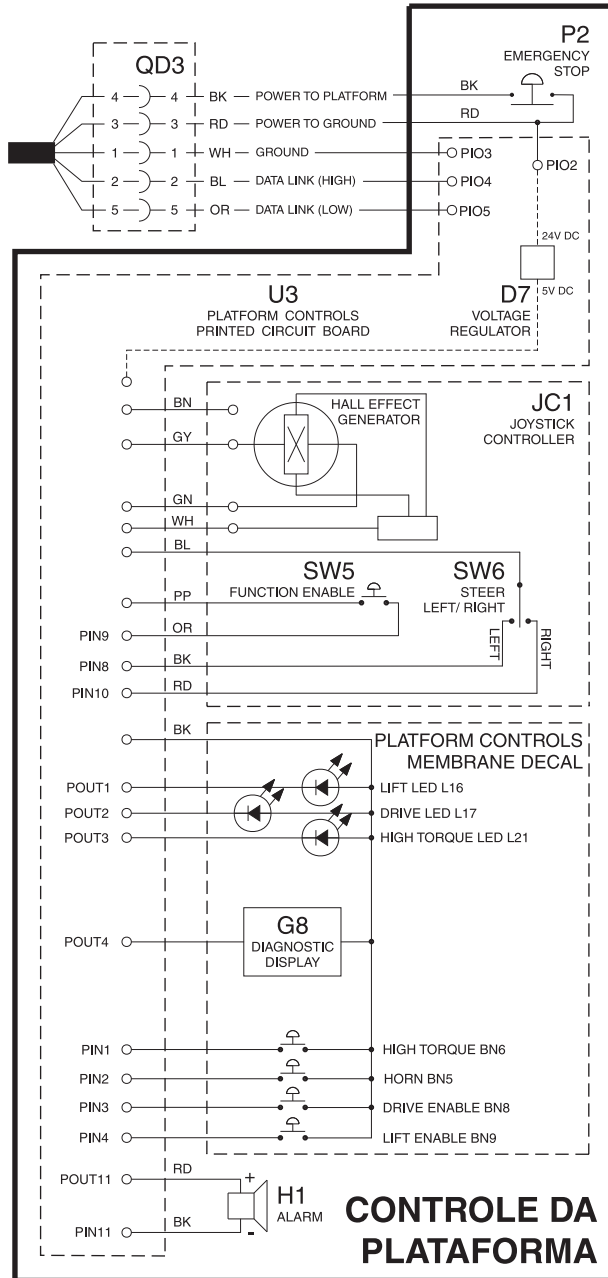 P2
EMERGENCY
STOP
QD3
4 4 BK POWER TO PLATFORM BK
3 3 RD POWER TO GROUND RD
1 1 WH GROUND PIO3
2 2 BL DATA LINK (HIGH) PIO4
5 5 OR DATA LINK (LOW) PIO5
PIO2
24V DC
5V DC
U3
PLATFORM CONTROLS
PRINTED CIRCUIT BOARD
D7
VOLTAGE
REGULATOR
BN
GY
GN
WH
BL
HALL EFFECT
GENERATOR
JC1
JOYSTICK
CONTROLLER
SW5
FUNCTION ENABLE
SW6
STEER
LEFT/ RIGHT
PP
PIN9 OR
PIN8 BK
PIN10 RD
LEFT
RIGHT
BK
PLATFORM CONTROLS
MEMBRANE DECAL
POUT1 LIFT LED L16
POUT2 DRIVE LED L17
POUT3 HIGH TORQUE LED L21
POUT4
G8
DIAGNOSTIC
DISPLAY
PIN1 HIGH TORQUE BN6
PIN2 HORN BN5
PIN3 DRIVE ENABLE BN8
PIN4 LIFT ENABLE BN9
POUT11 RD +
H1
ALARM
PIN11 BK -
CONTROLE DA
PLATAFORMA